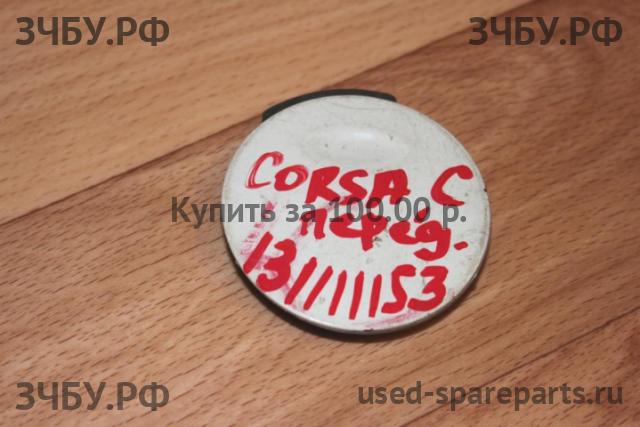 ЗЧБУ.РФ ЗЧБУ.РФ
CORSA C
Купить за 100.00 р.
перед.
13111153
ЗЧБУ.РФ used-spareparts.ru